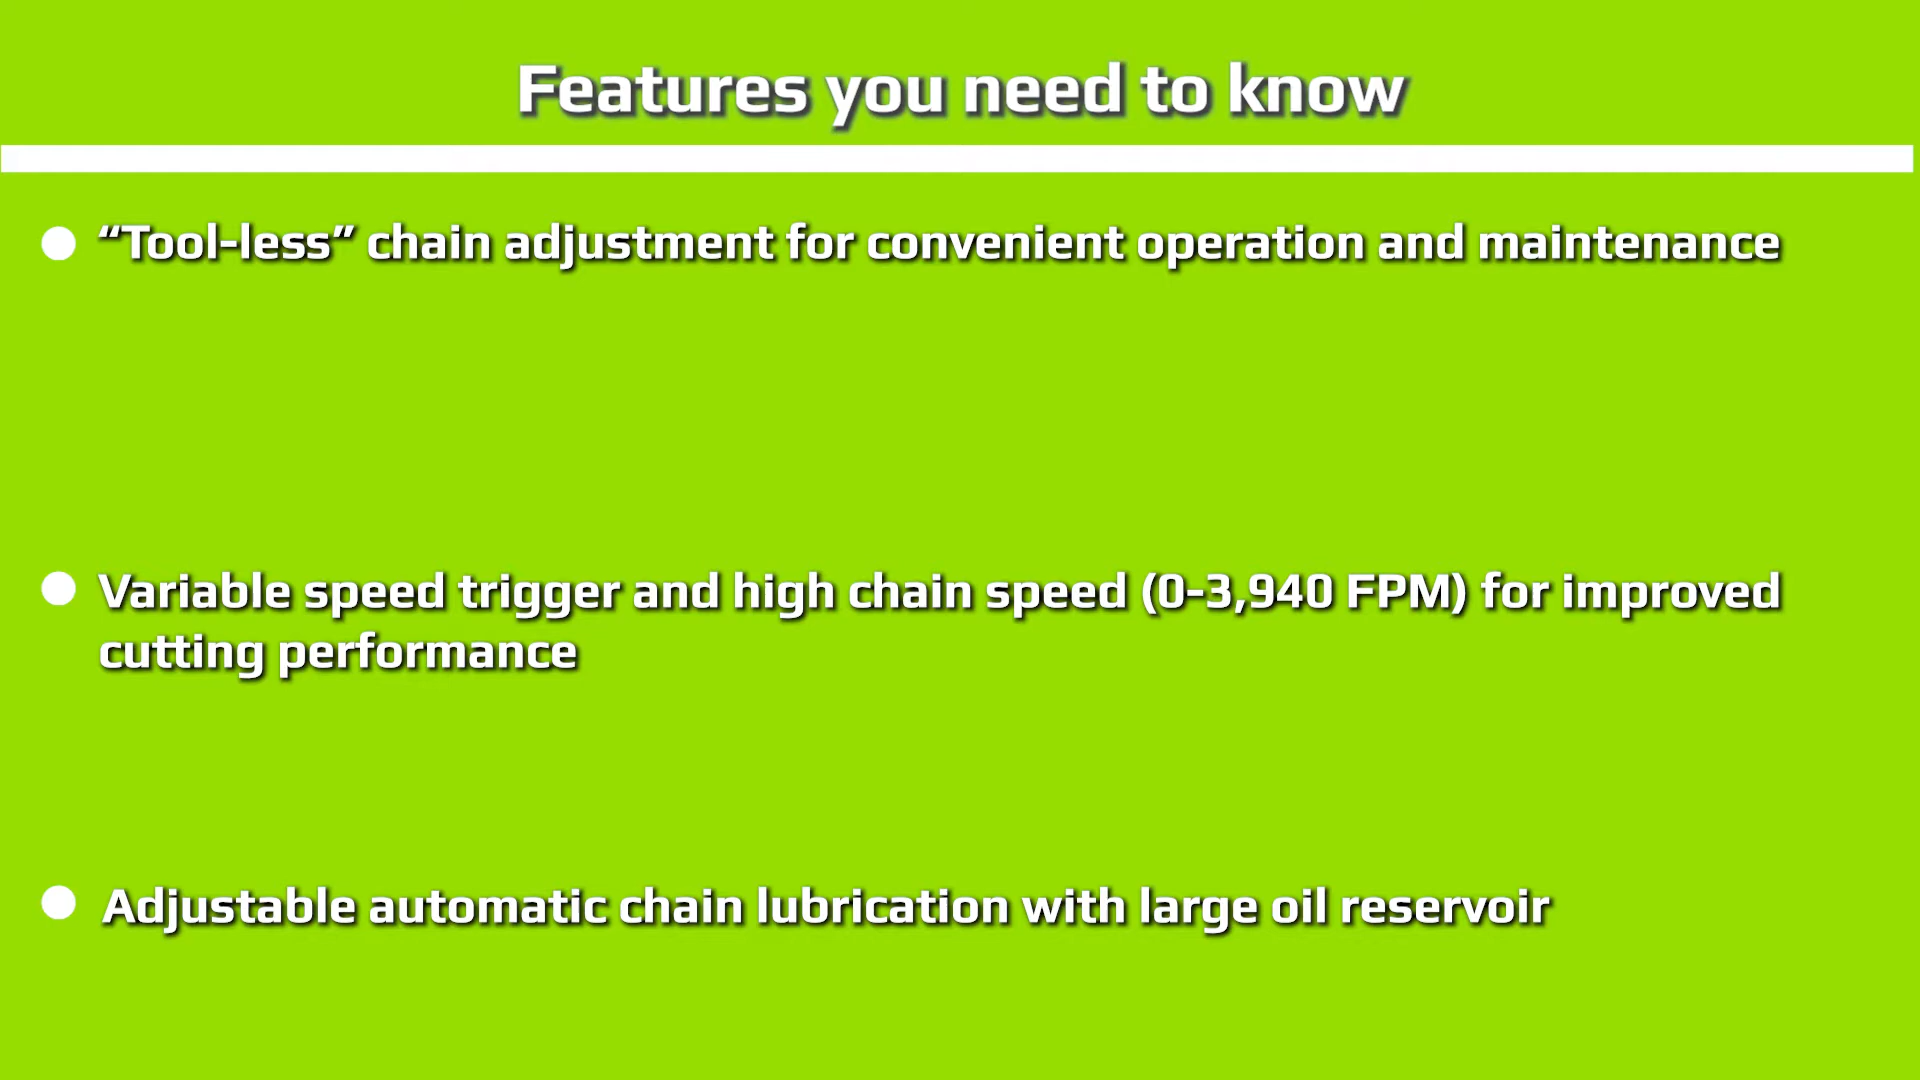 Features you need to know
“Tool-less” chain adjustment for convenient operation and maintenance
Variable speed trigger and high chain speed (0-3,940 FPM) for improved
cutting performance
Adjustable automatic chain lubrication with large oil reservoir